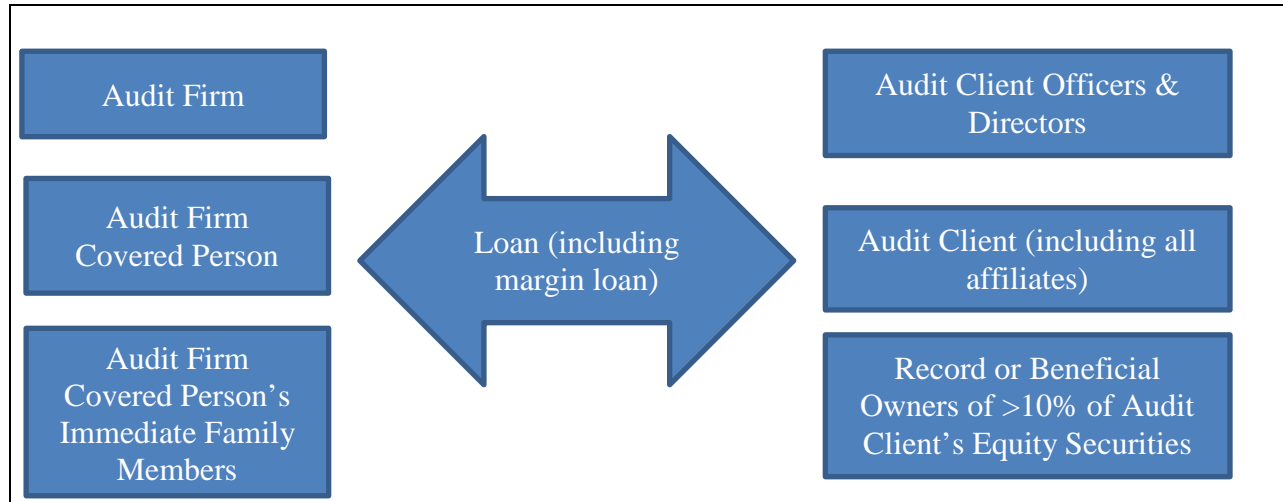 Audit Firm
Audit Firm
Covered Person
Audit Firm
Covered Person’s
Immediate Family
Members
Loan (including
margin loan)
Audit Client Officers &
Directors
Audit Client (including all
affiliates)
Record or Beneficial
Owners of >10% of Audit
Client’s Equity Securities